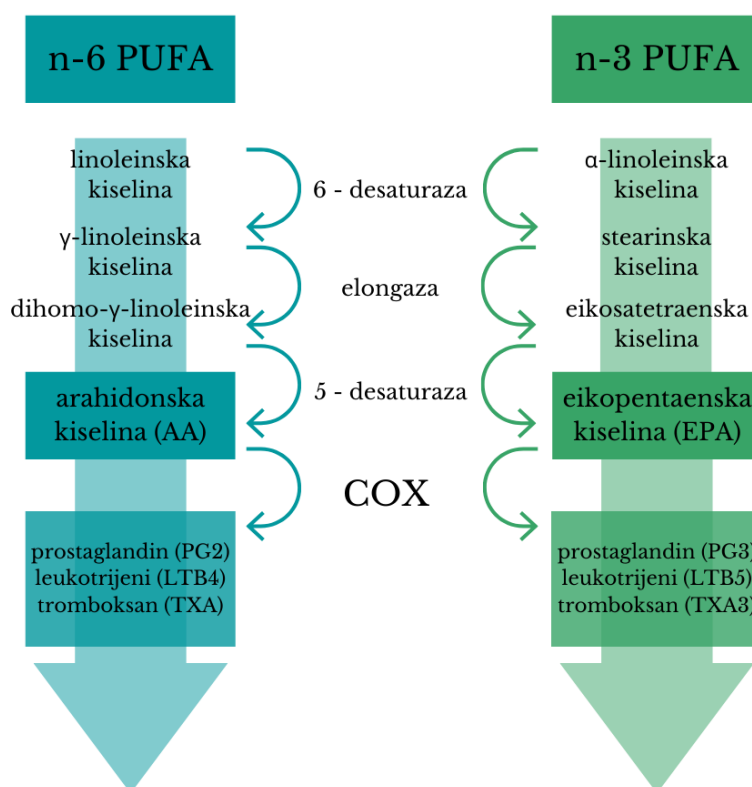 n-6 PUFA
n-3 PUFA
linoleinska
kiselina
6 - desaturaza
α-linoleinska
kiselina
γ-linoleinska
kiselina
stearinska
kiselina
elongaza
dihomo-γ-linoleinska
kiselina
eikosatetraenska
kiselina
5 - desaturaza
arahidonska
kiselina (AA)
eikopentaenska
kiselina (EPA)
COX
prostaglandin (PG2)
leukotrijeni (LTB4)
tromboksan (TXA)
prostaglandin (PG3)
leukotrijeni (LTB5)
tromboksan (TXA3)